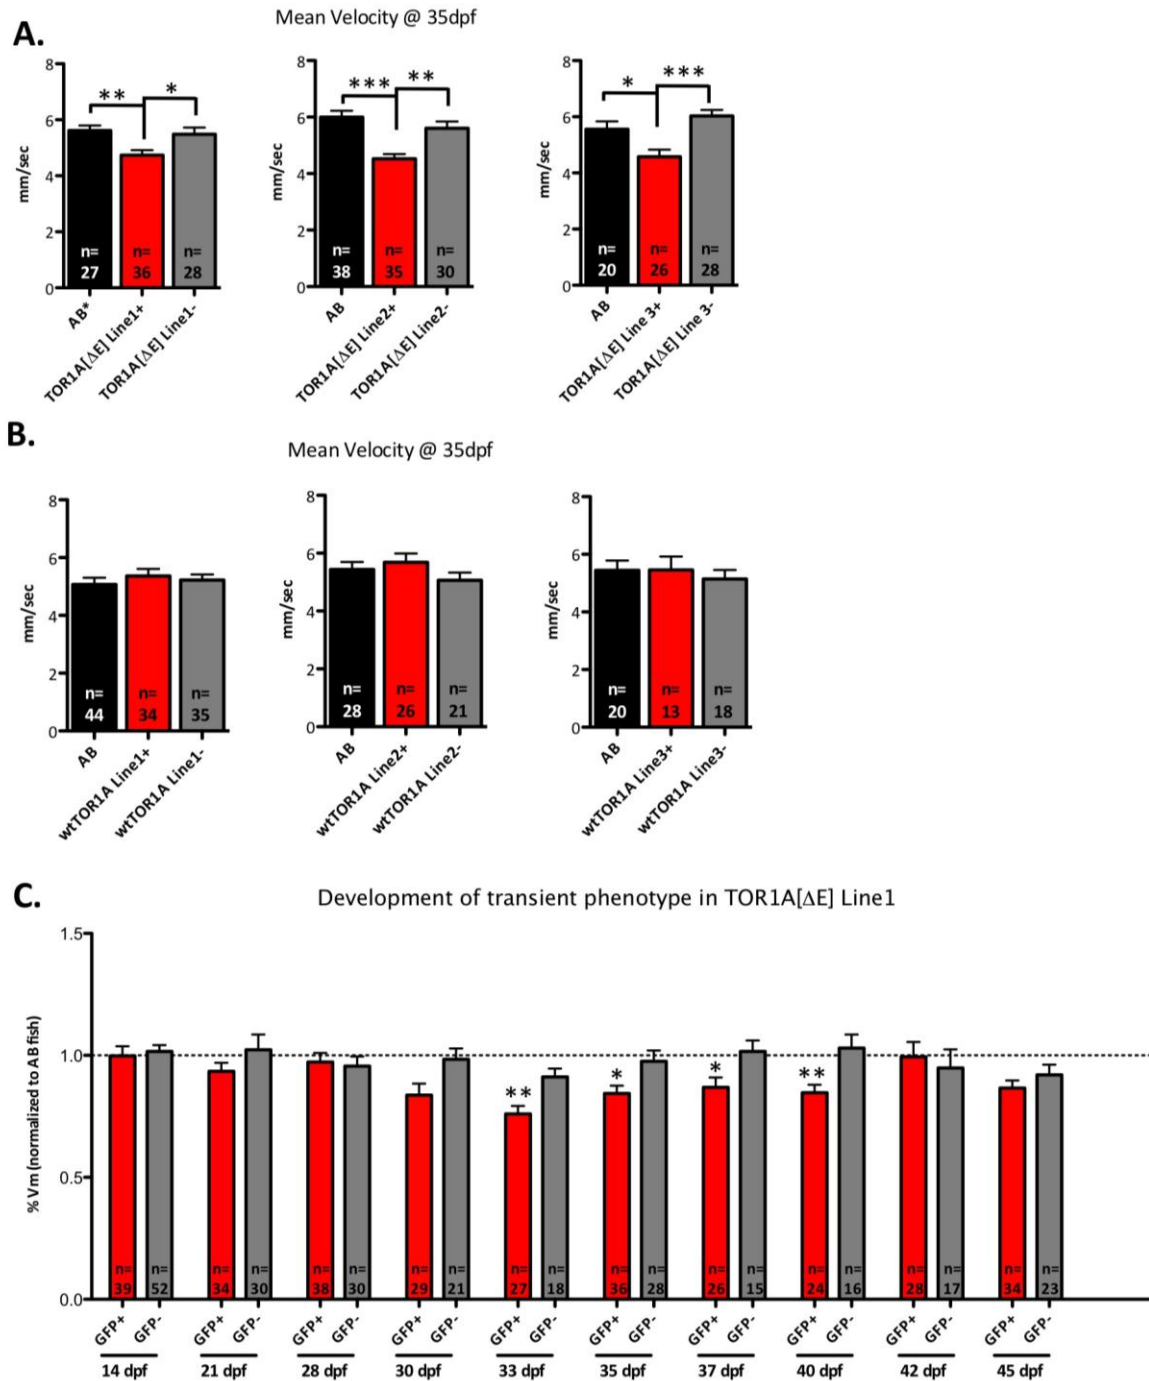 A.
Mean Velocity @ 35dpf
8
6
4
2
0
mm/sec
** *
n= 27
n= 36
n= 28
AB*
TOR1A[ΔE] Line1+
TOR1A[ΔE] Line1-
8
6
4
2
0
mm/sec
*** **
n= 38
n= 35
n= 30
AB
TOR1A[ΔE] Line2+
TOR1A[ΔE] Line2-
8
6
4
2
0
mm/sec
* ***
n= 20
n= 26
n= 28
AB
TOR1A[ΔE] Line 3+
TOR1A[ΔE] Line 3-
B.
Mean Velocity @ 35dpf
8
6
4
2
0
mm/sec
n= 44
n= 34
n= 35
AB
wtTOR1A Line1+
wtTOR1A Line1-
8
6
4
2
0
mm/sec
n= 28
n= 26
n= 21
AB
wtTOR1A Line2+
wtTOR1A Line2-
8
6
4
2
0
mm/sec
n= 20
n= 13
n= 18
AB
wtTOR1A Line3+
wtTOR1A Line3-
C.
Development of transient phenotype in TOR1A[ΔE] Line1
1.5
1.0
0.5
0.0
% Vm (normalized to AB fish)
** * * **
n= n= n= n= n= n= n= n= n= n= n= n= n= n= n= n= n= n= n= n=
39 52 34 30 38 30 29 21 27 18 36 28 26 15 24 16 28 17 34 23
GFP+ GFP- GFP+ GFP- GFP+ GFP- GFP+ GFP- GFP+ GFP- GFP+ GFP- GFP+ GFP- GFP+ GFP- GFP+ GFP- GFP+ GFP-
14 dpf 21 dpf 28 dpf 30 dpf 33 dpf 35 dpf 37 dpf 40 dpf 42 dpf 45 dpf